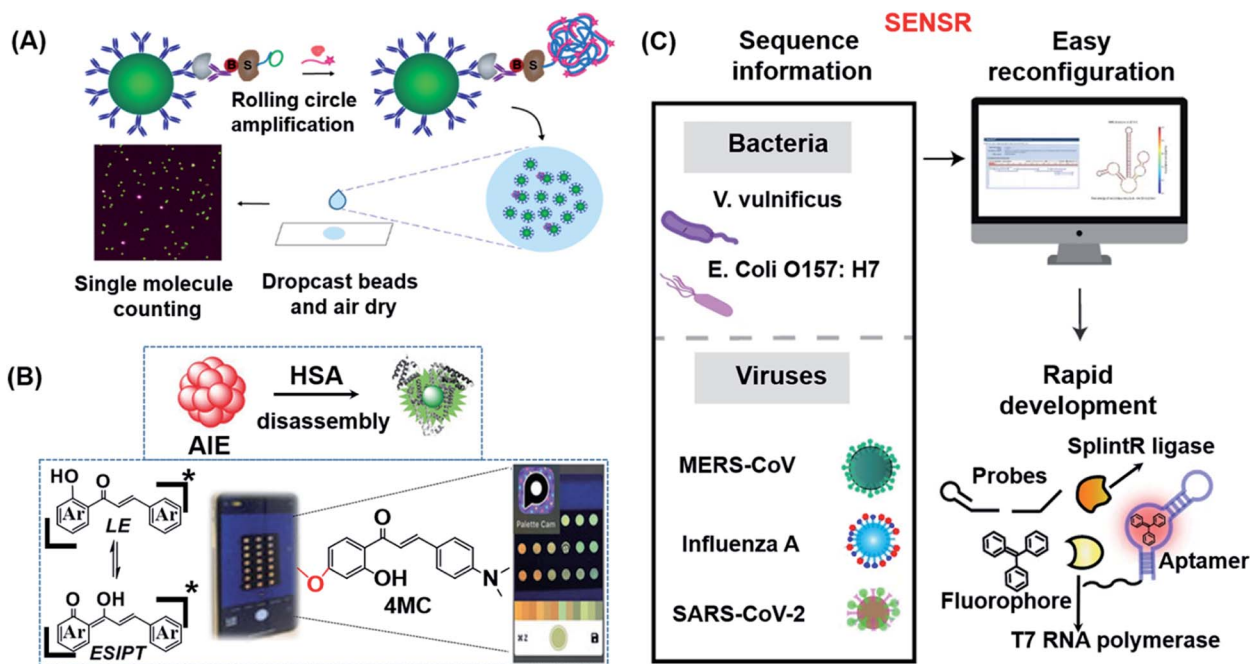 (A)
B S
B S
Rolling circle
amplification
Single molecule
counting
Dropcast beads
and air dry
(B)
AIE
HSA
disassembly
HO
O
Ar
Ar
*
LE
O
OH
Ar
Ar
*
ESIPT
O
O
OH
N
4MC
Palette Cam
⌘Z
(C)
SENSR
Sequence
information
Easy
reconfiguration
Bacteria
V. vulnificus
E. Coli O157: H7
Viruses
MERS-CoV
Influenza A
SARS-CoV-2
Rapid
development
SplintR ligase
Probes
Aptamer
Fluorophore
T7 RNA polymerase